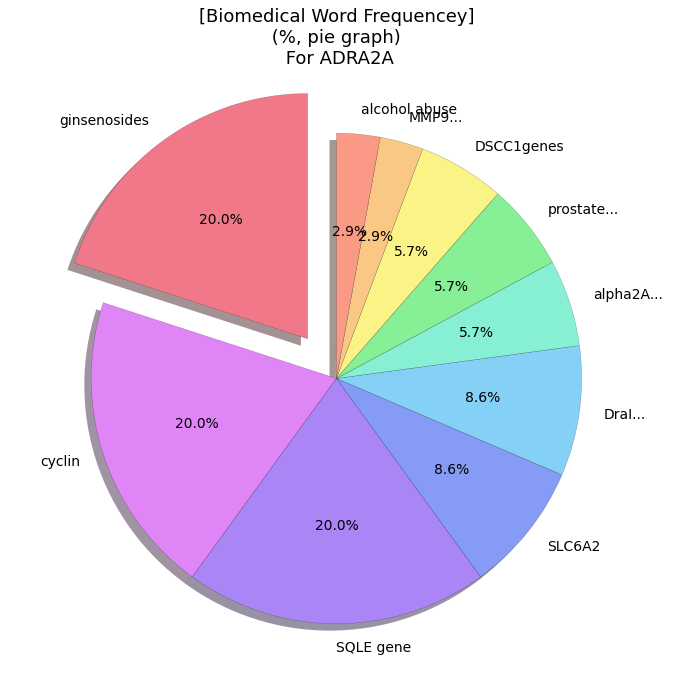 [Biomedical Word Frequencey]
(%, pie graph)
For ADRA2A
alcohol abuse
MMP9...
ginsenosides
DSCC1genes
prostate...
20.0%
2.9%
2.9%
5.7%
5.7%
alpha2A...
5.7%
8.6%
DraI...
20.0%
cyclin
8.6%
20.0%
SLC6A2
SQLE gene